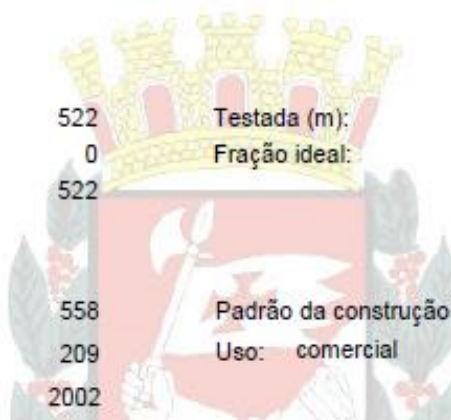 522 Testada (m):
0 Fração ideal:
522
558 Padrão da construção
209 Uso: comercial
2002